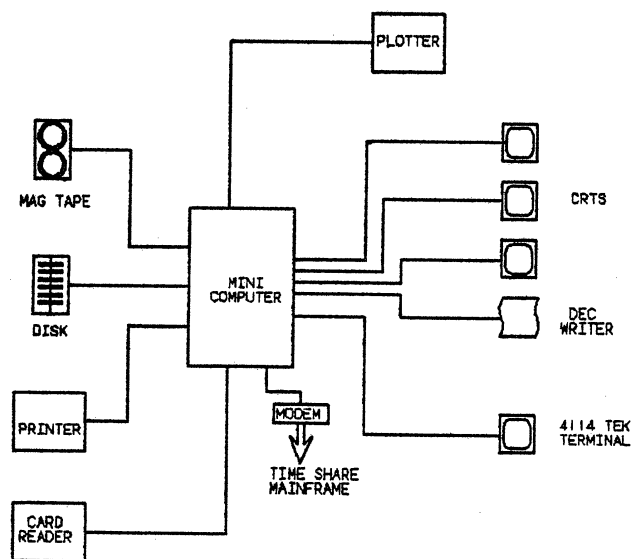 PLOTTER
MAG TAPE
CRTS
MINI
COMPUTER
DISK
DEC
WRITER
MODEM
PRINTER
4114 TEK
TERMINAL
TIME SHARE
MAINFRAME
CARD
READER